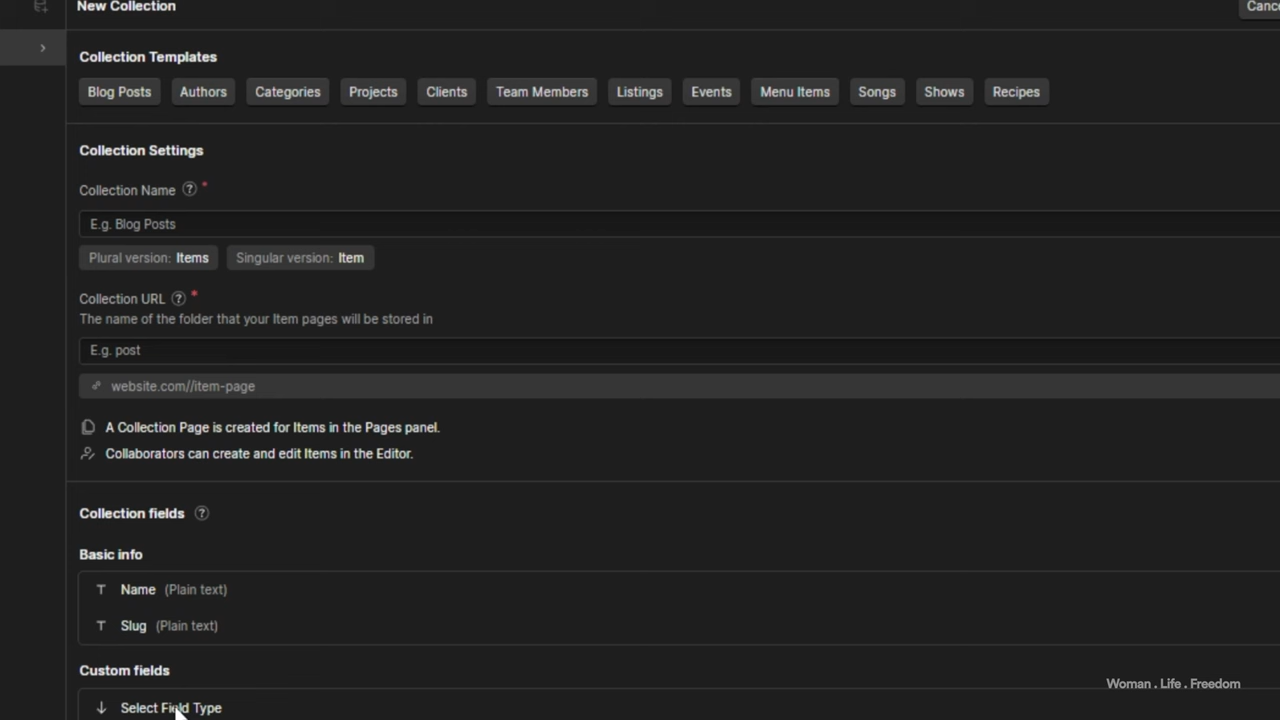 New Collection
Collection Templates
Blog Posts Authors Categories Projects Clients Team Members Listings Events Menu Items Songs Shows Recipes
Collection Settings
Collection Name ? *
E.g. Blog Posts
Plural version: Items Singular version: Item
Collection URL ? *
The name of the folder that your Item pages will be stored in
E.g. post
website.com//item-page
A Collection Page is created for Items in the Pages panel.
Collaborators can create and edit Items in the Editor.
Collection fields ?
Basic info
Name (Plain text)
Slug (Plain text)
Custom fields
Select Field Type
Woman . Life . Freedom